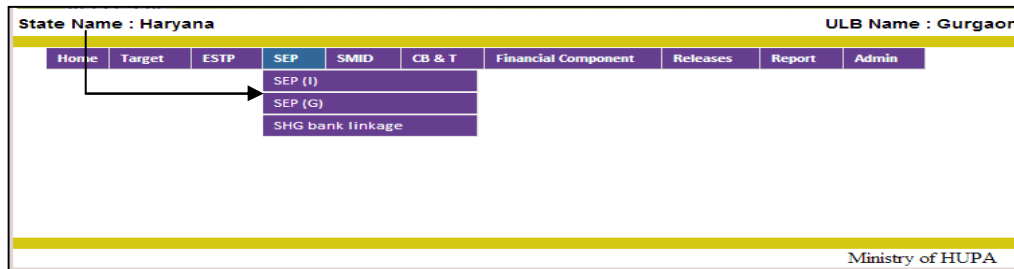 State Name : Haryana ULB Name : Gurgaon
Home Target ESTP SEP SMID CB & T Financial Component Releases Report Admin
SEP (I)
SEP (G)
SHG bank linkage
Ministry of HUPA